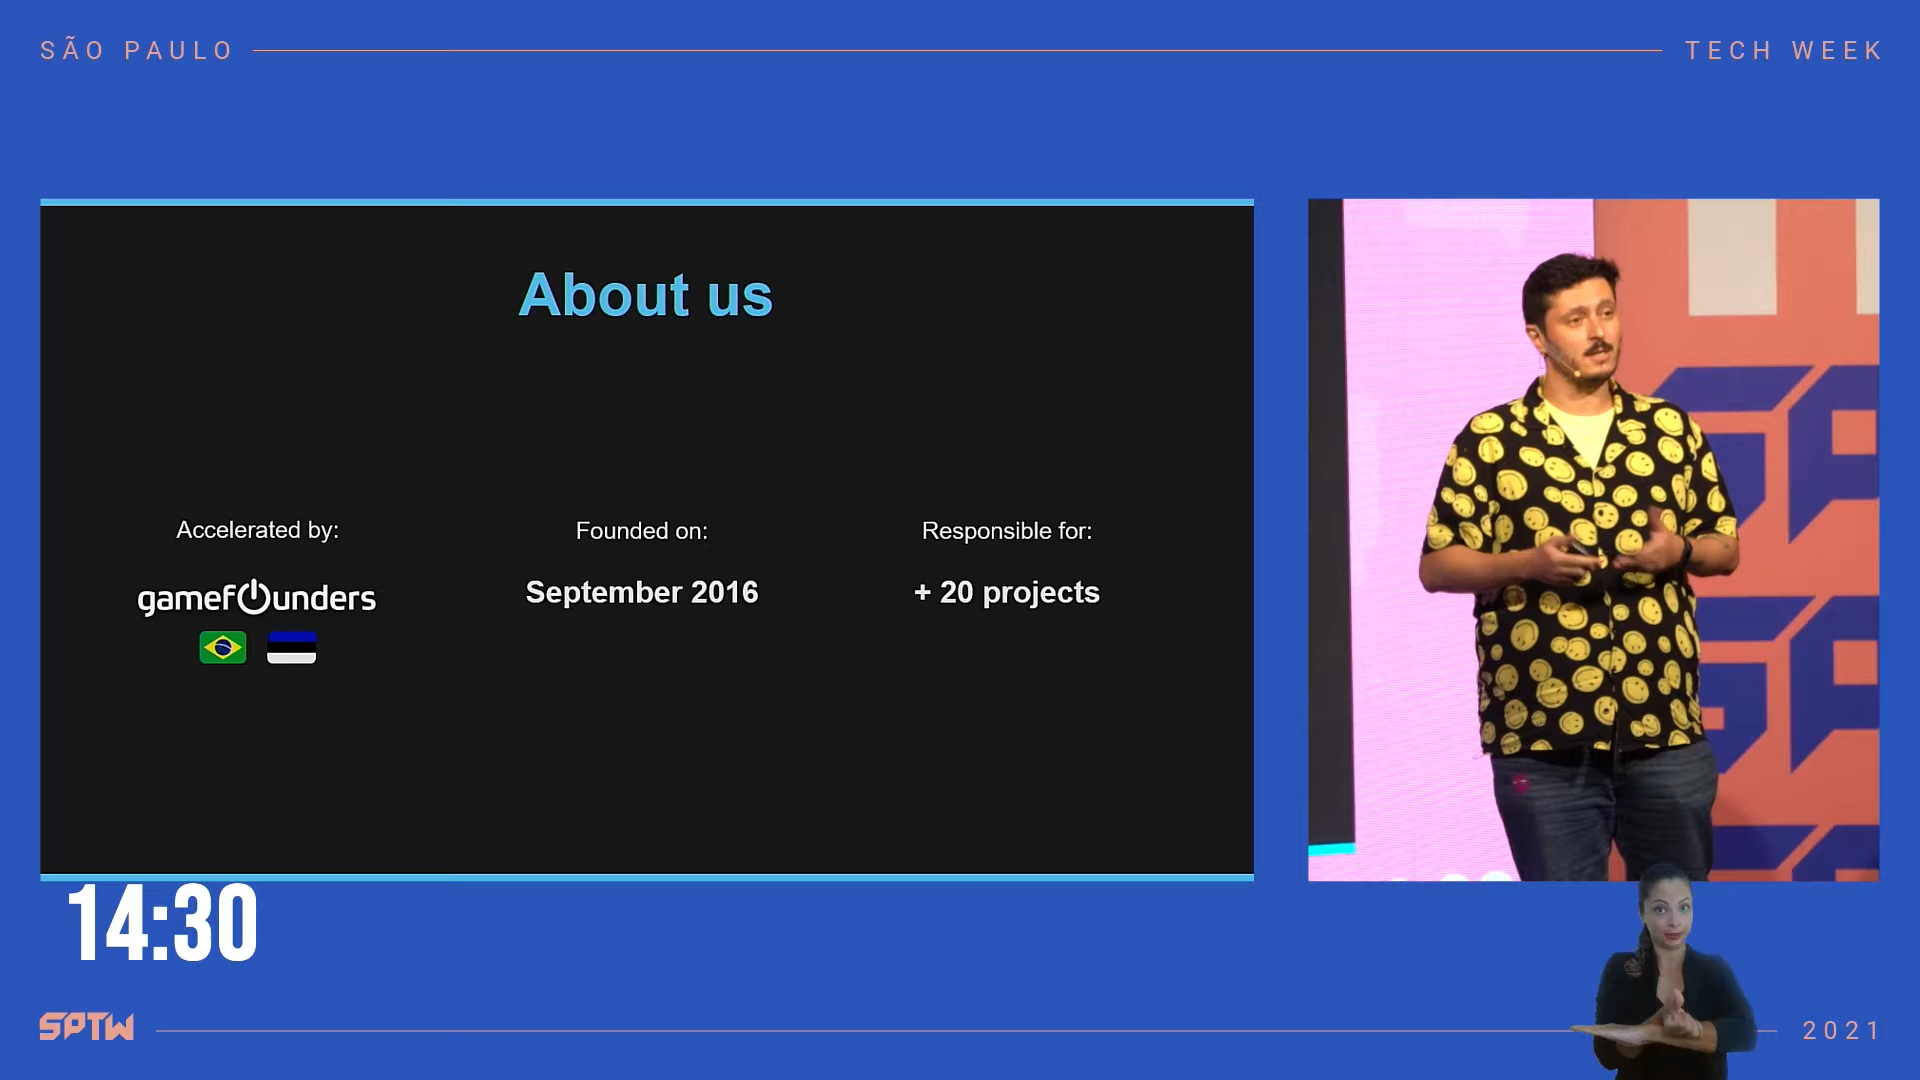 SÃO PAULO
TECH WEEK
About us
Accelerated by:
gamefounders
Founded on:
September 2016
Responsible for:
+ 20 projects
14:30
SPTW
2021